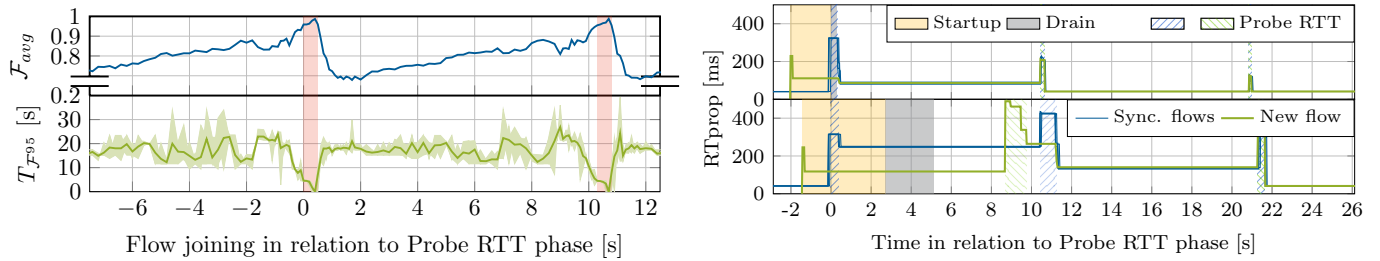 1
0.9
0.8
0.2
F_avg
30
20
10
0
T_F95 [s]
−6 −4 −2 0 2 4 6 8 10 12
Flow joining in relation to Probe RTT phase [s]
Startup Drain Probe RTT
400
200
0
400
200
0
RTprop [ms]
Sync. flows New flow
-2 0 2 4 6 8 10 12 14 16 18 20 22 24 26
Time in relation to Probe RTT phase [s]